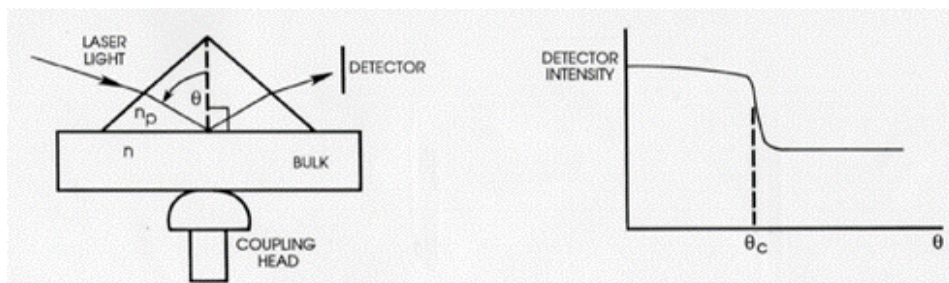 LASER
LIGHT
DETECTOR
θ
n_p
n
BULK
COUPLING
HEAD
DETECTOR
INTENSITY
θ_c
θ